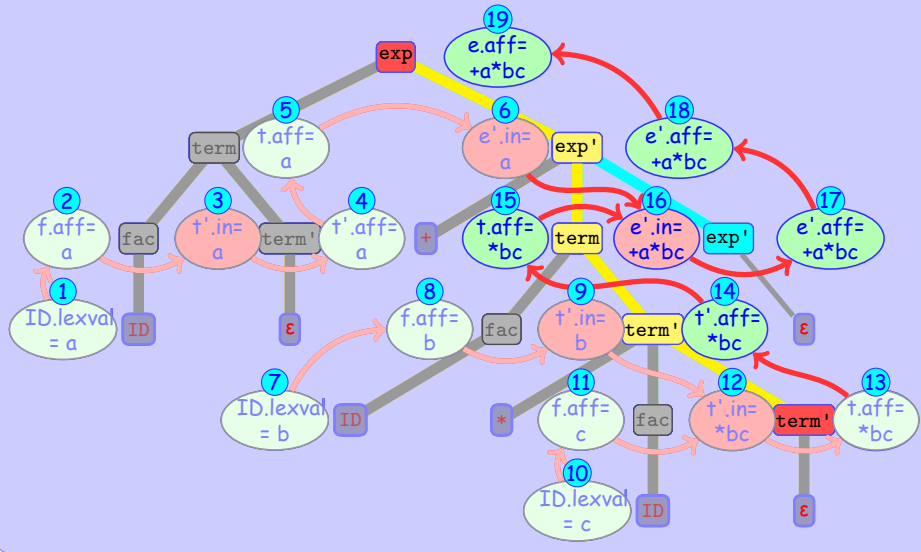 19
e.aff=
+a*bc
exp
5
t.aff=
a
6
e'.in=
a
18
e'.aff=
+a*bc
term
exp'
2
f.aff=
a
3
t'.in=
a
4
t'.aff=
a
15
t.aff=
*bc
16
e'.in=
+a*bc
17
e'.aff=
+a*bc
fac
term'
+
term
exp'
1
ID.lexval
= a
ID
ε
8
f.aff=
b
fac
9
t'.in=
b
term'
14
t'.aff=
*bc
ε
7
ID.lexval
= b
ID
*
11
f.aff=
c
fac
12
t'.in=
*bc
term'
13
t.aff=
*bc
10
ID.lexval
= c
ID
ε